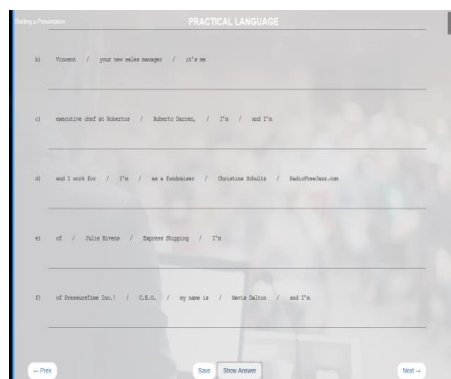 Starting a Presentation
PRACTICAL LANGUAGE
b) Vincent / your new sales manager / it's me
c) executive chef at Robertos / Roberto Darren, / I'm / and I'm
d) and I work for / I'm / as a fundraiser / Christine Schultz / RadioFreeJazz.com
e) of / Julie Rivens / Express Shipping / I'm
f) of PressureTime Inc.! / C.E.O. / my name is / Mavis Dalton / and I'm
← Prev
Save
Show Answer
Next →